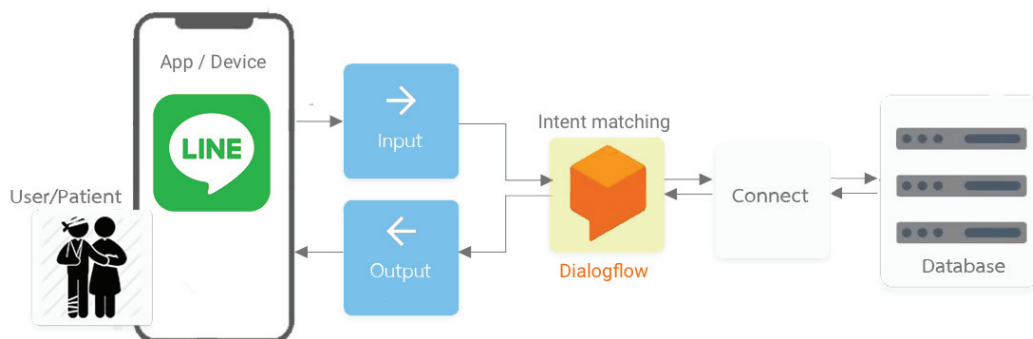 App / Device
LINE
User/Patient
Input
Output
Intent matching
Dialogflow
Connect
Database